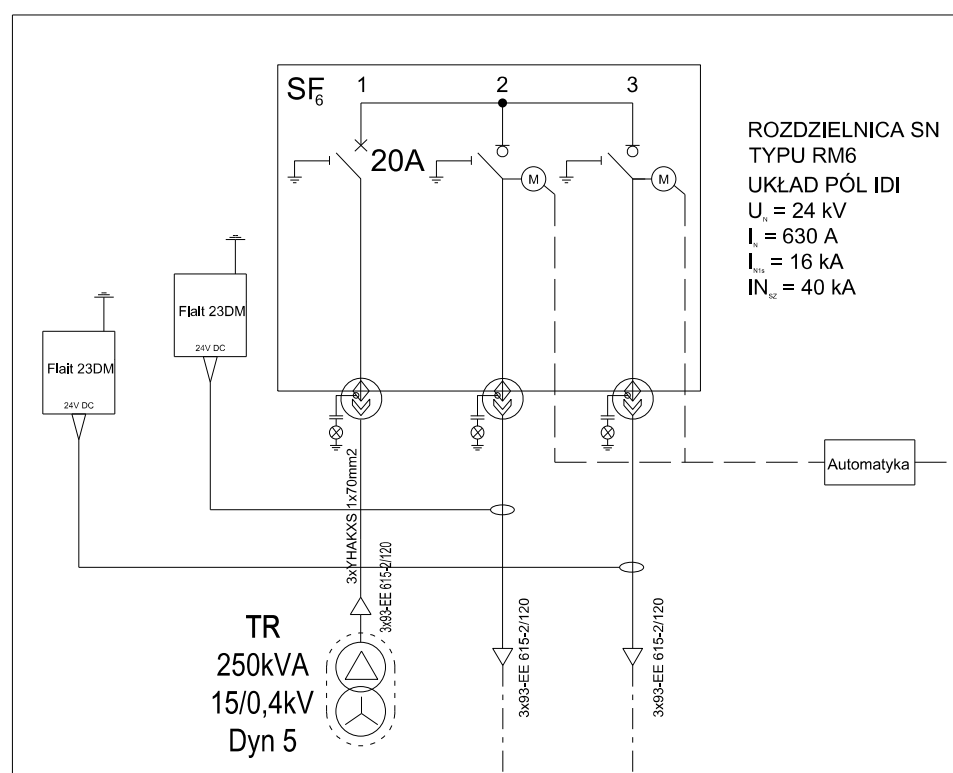 SF6 1 2 3
20A
M M
ROZDZIELNICA SN
TYPU RM6
UKŁAD PÓL IDI
UN = 24 kV
IN = 630 A
IN1s = 16 kA
INSZ = 40 kA
FlaIt 23DM
24V DC
Flait 23DM
24V DC
Automatyka
3xYHAKXS 1x70mm2
3x93-EE 615-2/120
3x93-EE 615-2/120
3x93-EE 615-2/120
TR
250kVA
15/0,4kV
Dyn 5